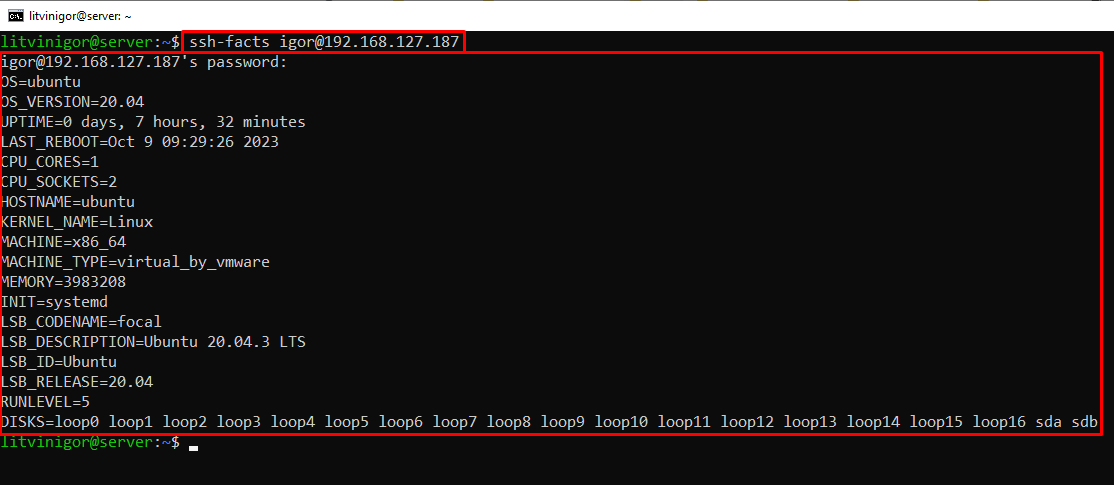 litvinigor@server: ~
litvinigor@server:~$ ssh-facts igor@192.168.127.187
igor@192.168.127.187's password:
OS=ubuntu
OS_VERSION=20.04
UPTIME=0 days, 7 hours, 32 minutes
LAST_REBOOT=Oct 9 09:29:26 2023
CPU_CORES=1
CPU_SOCKETS=2
HOSTNAME=ubuntu
KERNEL_NAME=Linux
MACHINE=x86_64
MACHINE_TYPE=virtual_by_vmware
MEMORY=3983208
INIT=systemd
LSB_CODENAME=focal
LSB_DESCRIPTION=Ubuntu 20.04.3 LTS
LSB_ID=Ubuntu
LSB_RELEASE=20.04
RUNLEVEL=5
DISKS=loop0 loop1 loop2 loop3 loop4 loop5 loop6 loop7 loop8 loop9 loop10 loop11 loop12 loop13 loop14 loop15 loop16 sda sdb
litvinigor@server:~$